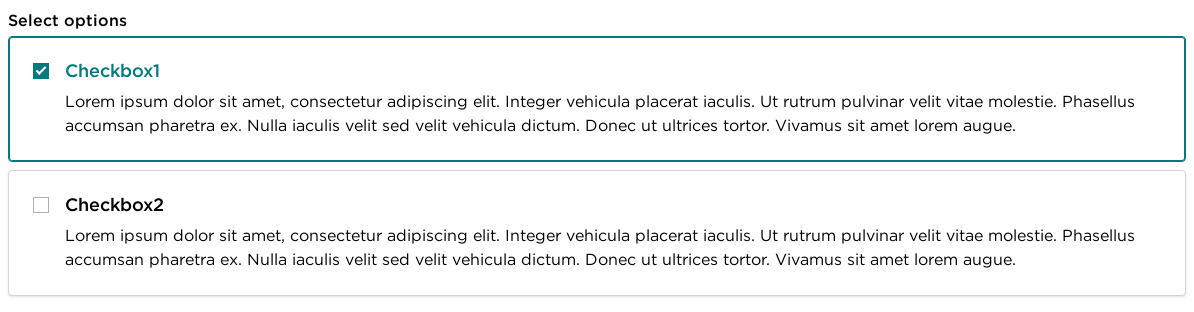 Select options
Checkbox1
Lorem ipsum dolor sit amet, consectetur adipiscing elit. Integer vehicula placerat iaculis. Ut rutrum pulvinar velit vitae molestie. Phasellus
accumsan pharetra ex. Nulla iaculis velit sed velit vehicula dictum. Donec ut ultrices tortor. Vivamus sit amet lorem augue.
Checkbox2
Lorem ipsum dolor sit amet, consectetur adipiscing elit. Integer vehicula placerat iaculis. Ut rutrum pulvinar velit vitae molestie. Phasellus
accumsan pharetra ex. Nulla iaculis velit sed velit vehicula dictum. Donec ut ultrices tortor. Vivamus sit amet lorem augue.